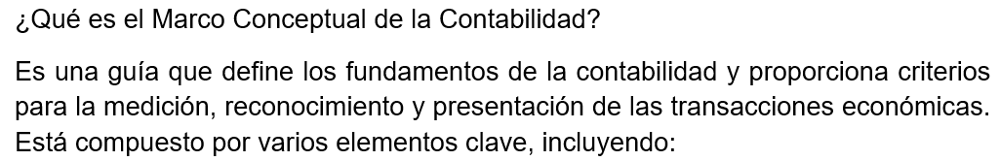 ¿Qué es el Marco Conceptual de la Contabilidad?
Es una guía que define los fundamentos de la contabilidad y proporciona criterios
para la medición, reconocimiento y presentación de las transacciones económicas.
Está compuesto por varios elementos clave, incluyendo: